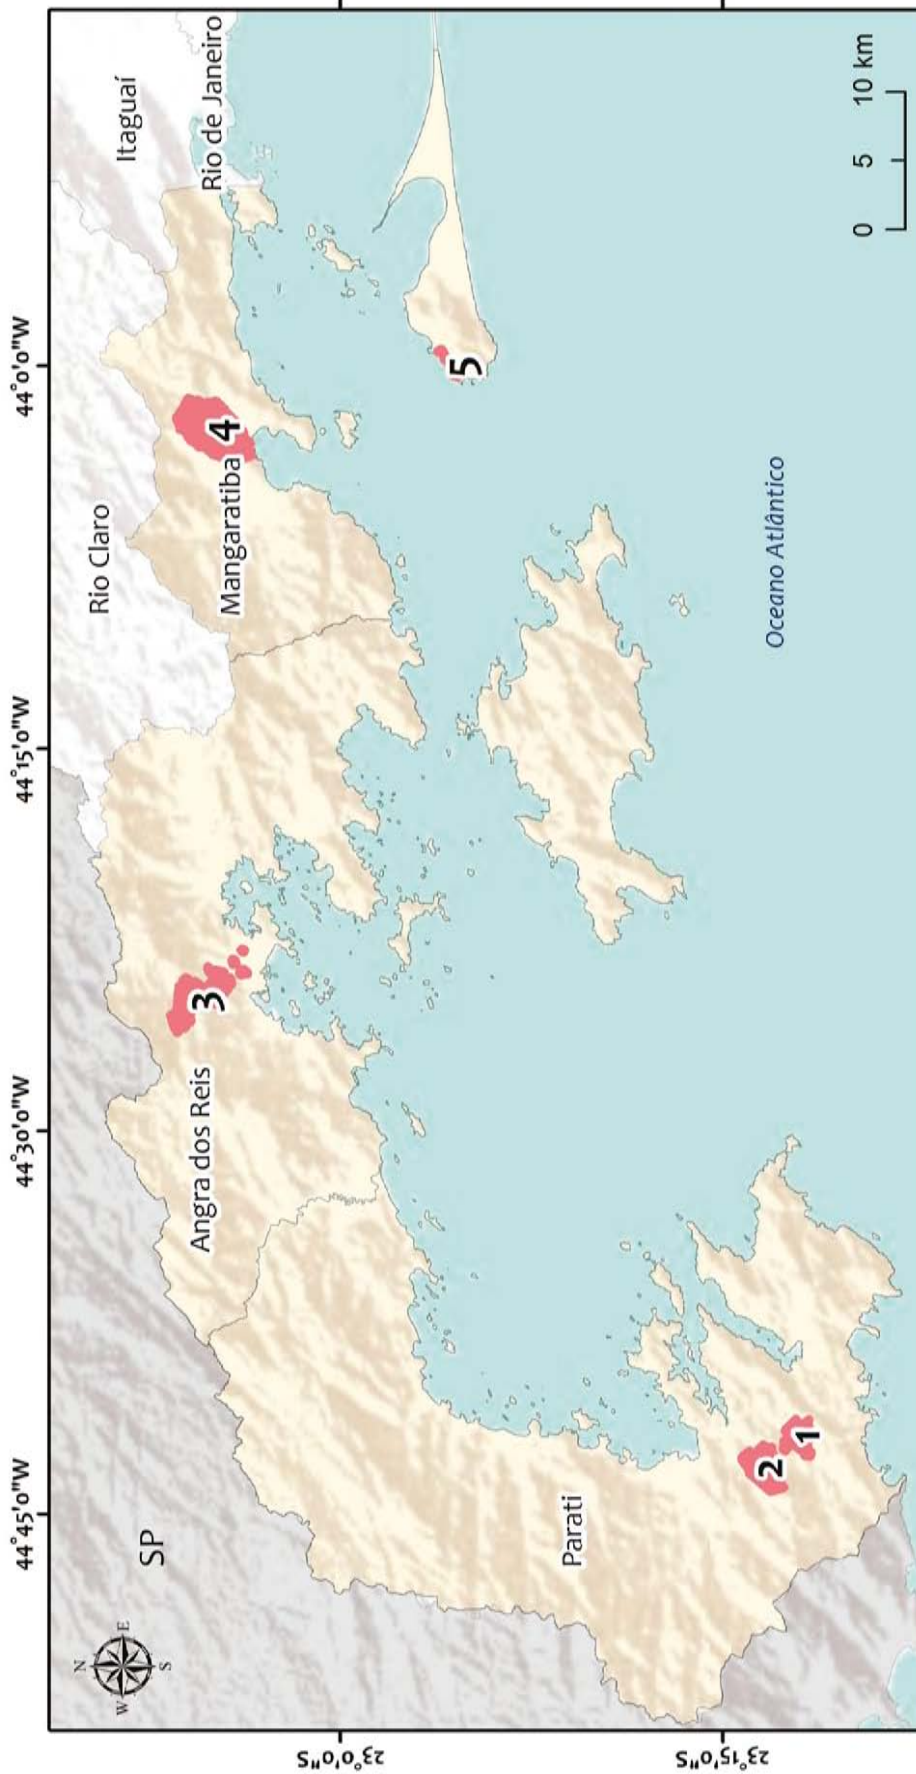 44°45'0"W
44°30'0"W
44°15'0"W
44°0'0"W
N
W
E
S
SP
Rio Claro
Itaguaí
Rio de Janeiro
Angra dos Reis
3
Mangaratiba
4
23°0'0"S
5
Parati
Oceano Atlântico
2
1
23°15'0"S
0 5 10 km